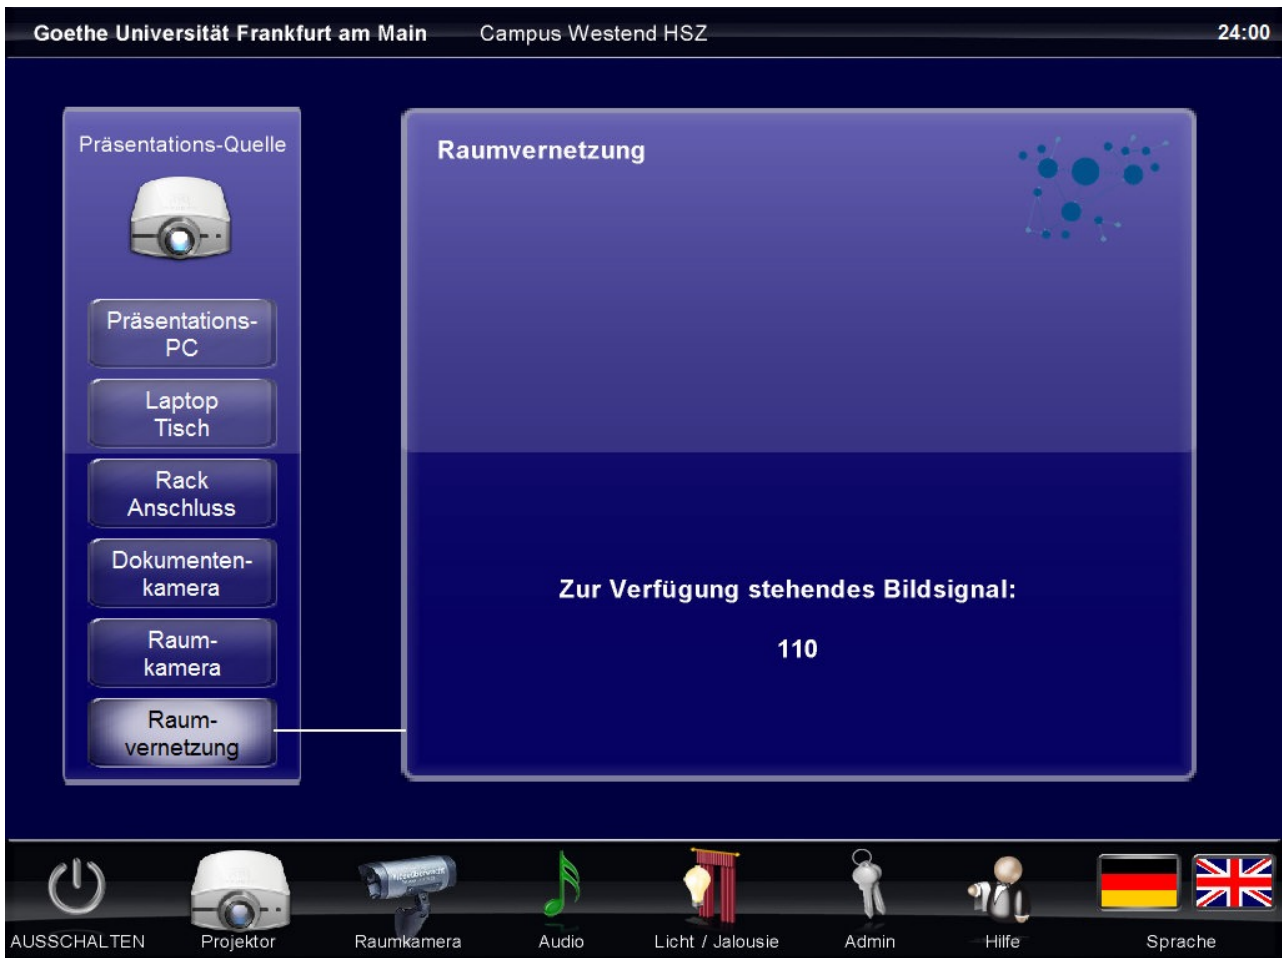 Goethe Universität Frankfurt am Main Campus Westend HSZ 24:00
Präsentations-Quelle
Präsentations-
PC
Laptop
Tisch
Rack
Anschluss
Dokumenten-
kamera
Raum-
kamera
Raum-
vernetzung
Raumvernetzung
Zur Verfügung stehendes Bildsignal:
110
AUSSCHALTEN Projektor Raumkamera Audio Licht / Jalousie Admin Hilfe Sprache